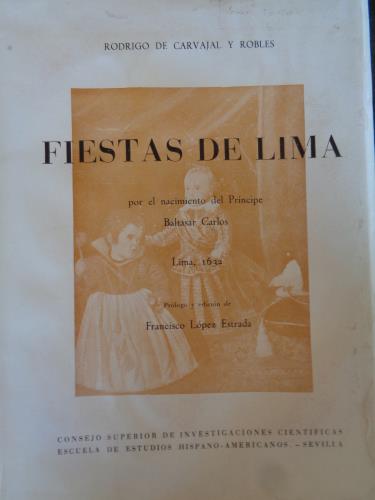 RODRIGO DE CARVAJAL Y ROBLES
FIESTAS DE LIMA
por el nacimiento del Príncipe
Baltasar Carlos
Lima, 1632
Prólogo y edición de
Francisco López Estrada
CONSEJO SUPERIOR DE INVESTIGACIONES CIENTIFICAS
ESCUELA DE ESTUDIOS HISPANO-AMERICANOS. - SEVILLA